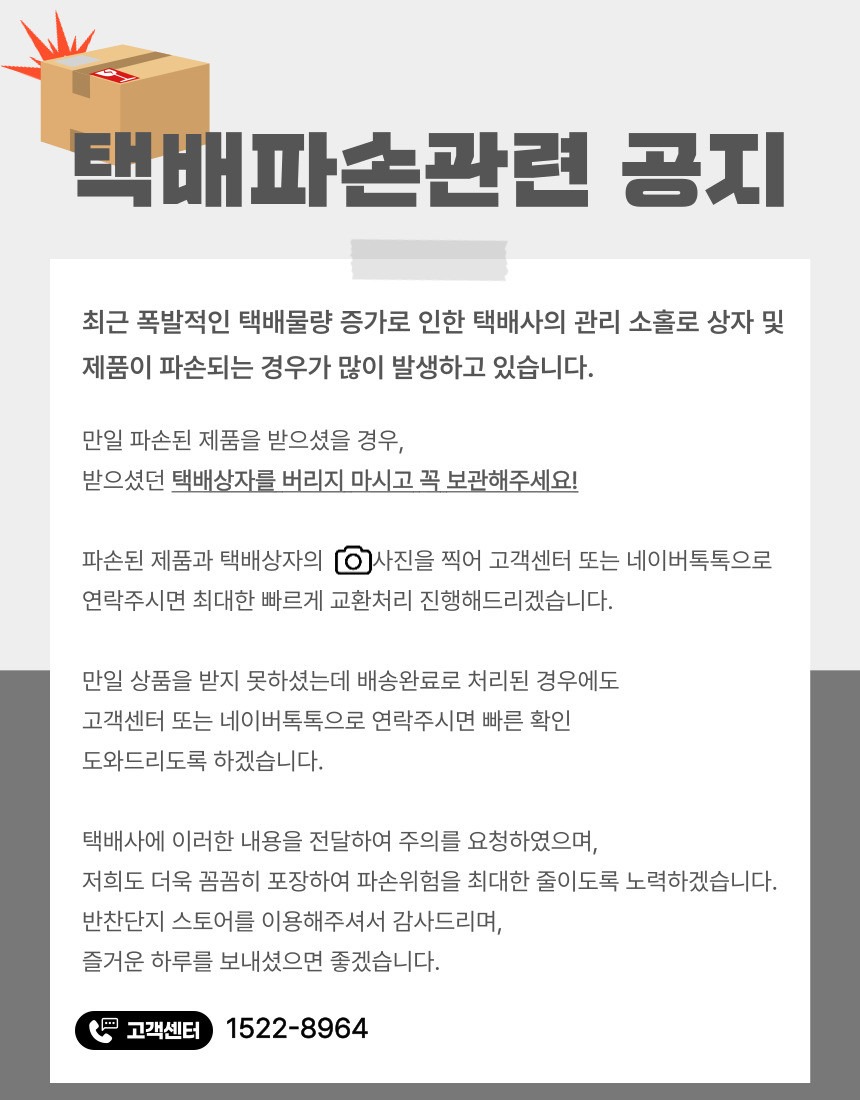 택배파손관련 공지
최근 폭발적인 택배물량 증가로 인한 택배사의 관리 소홀로 상자 및
제품이 파손되는 경우가 많이 발생하고 있습니다.
만일 파손된 제품을 받으셨을 경우,
받으셨던 택배상자를 버리지 마시고 꼭 보관해주세요!
파손된 제품과 택배상자의 사진을 찍어 고객센터 또는 네이버톡톡으로
연락주시면 최대한 빠르게 교환처리 진행해드리겠습니다.
만일 상품을 받지 못하셨는데 배송완료로 처리된 경우에도
고객센터 또는 네이버톡톡으로 연락주시면 빠른 확인
도와드리도록 하겠습니다.
택배사에 이러한 내용을 전달하여 주의를 요청하였으며,
저희도 더욱 꼼꼼히 포장하여 파손위험을 최대한 줄이도록 노력하겠습니다.
반찬단지 스토어를 이용해주셔서 감사드리며,
즐거운 하루를 보내셨으면 좋겠습니다.
고객센터 1522-8964